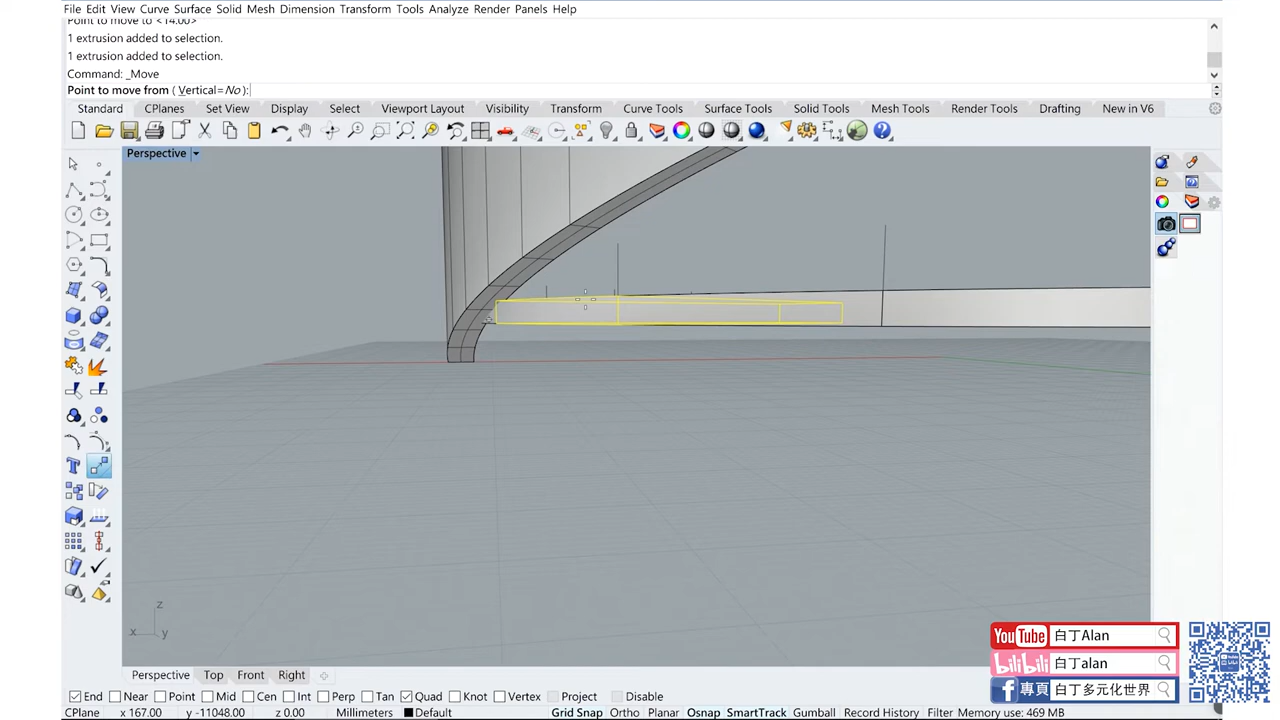 File Edit View Curve Surface Solid Mesh Dimension Transform Tools Analyze Render Panels Help
Point to move to <14.00>
1 extrusion added to selection.
1 extrusion added to selection.
Command: _Move
Point to move from ( Vertical=No ):
Standard CPlanes Set View Display Select Viewport Layout Visibility Transform Curve Tools Surface Tools Solid Tools Mesh Tools Render Tools Drafting New in V6
Perspective
z
x y
YouTube 白丁Alan
bilibili 白丁alan
f 專頁 白丁多元化世界
Perspective Top Front Right
End Near Point Mid Cen Int Perp Tan Quad Knot Vertex Project Disable
CPlane x 167.00 y -11048.00 z 0.00 Millimeters Default Grid Snap Ortho Planar Osnap SmartTrack Gumball Record History Filter Memory use: 469 MB